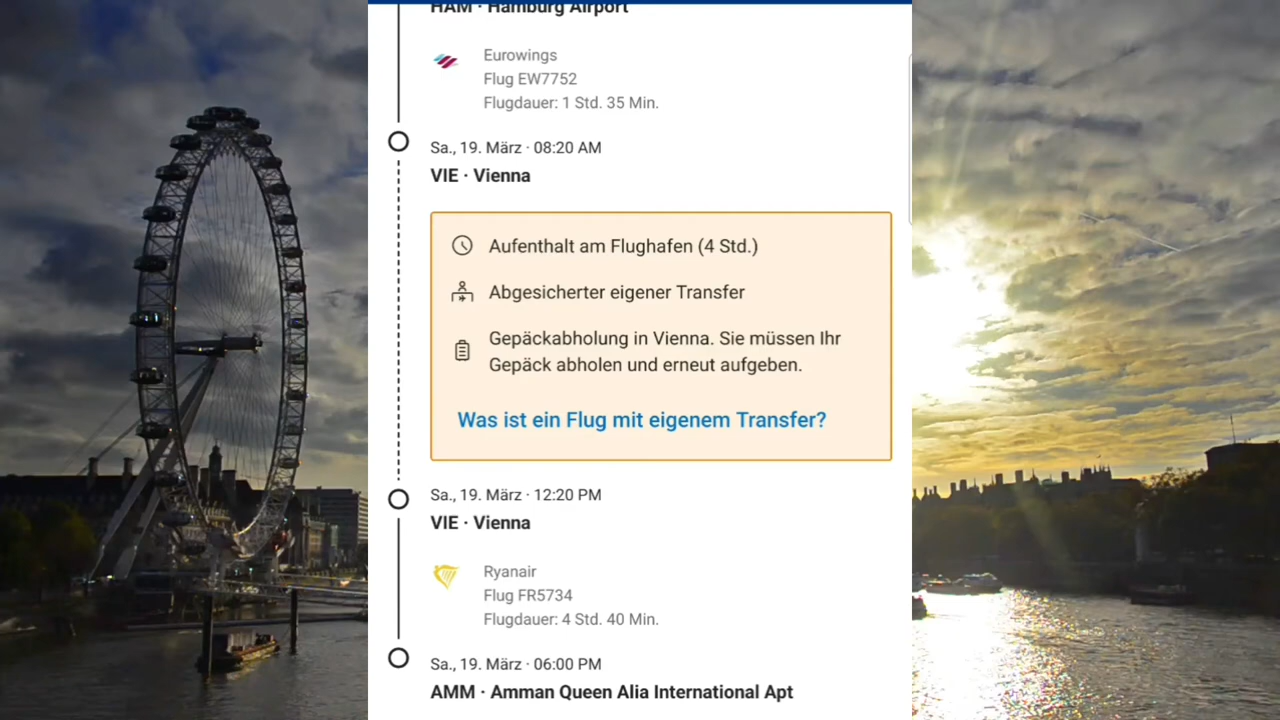 HAM · Hamburg Airport
Eurowings
Flug EW7752
Flugdauer: 1 Std. 35 Min.
Sa., 19. März · 08:20 AM
VIE · Vienna
Aufenthalt am Flughafen (4 Std.)
Abgesicherter eigener Transfer
Gepäckabholung in Vienna. Sie müssen Ihr
Gepäck abholen und erneut aufgeben.
Was ist ein Flug mit eigenem Transfer?
Sa., 19. März · 12:20 PM
VIE · Vienna
Ryanair
Flug FR5734
Flugdauer: 4 Std. 40 Min.
Sa., 19. März · 06:00 PM
AMM · Amman Queen Alia International Apt